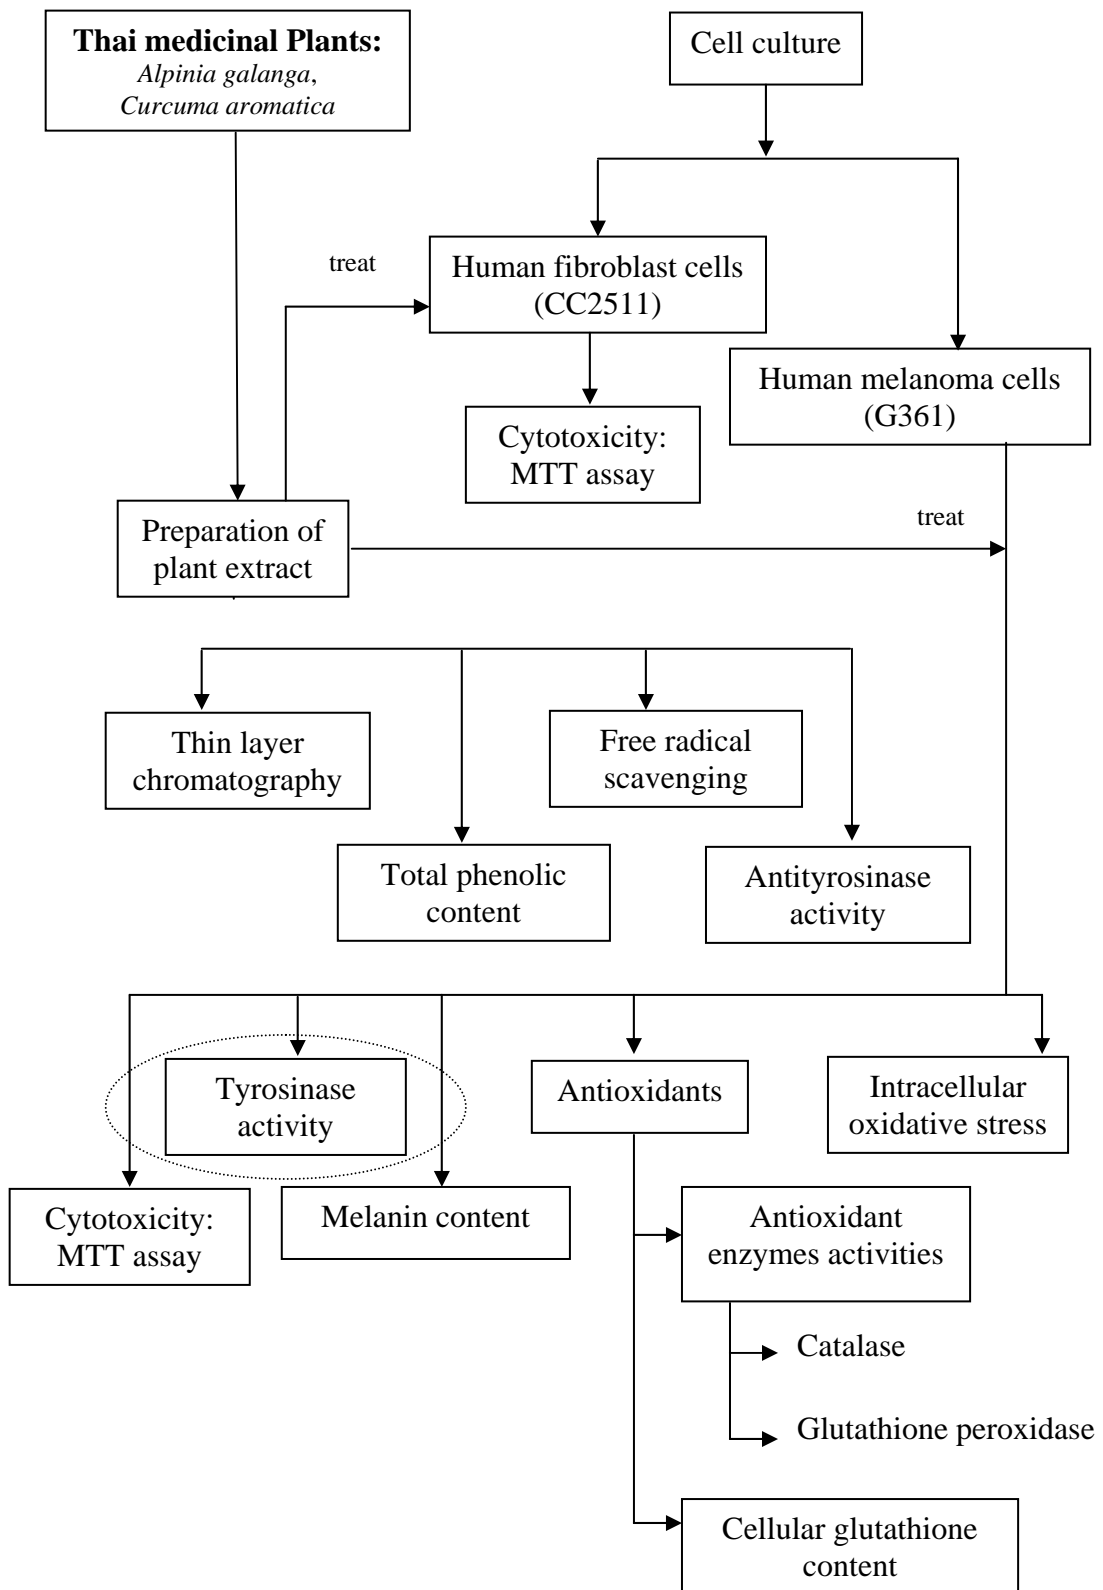 Thai medicinal Plants:
Alpinia galanga,
Curcuma aromatica
Cell culture
treat
Human fibroblast cells
(CC2511)
Human melanoma cells
(G361)
Cytotoxicity:
MTT assay
Preparation of
plant extract
treat
Thin layer
chromatography
Free radical
scavenging
Total phenolic
content
Antityrosinase
activity
Tyrosinase
activity
Antioxidants
Intracellular
oxidative stress
Cytotoxicity:
MTT assay
Melanin content
Antioxidant
enzymes activities
Catalase
Glutathione peroxidase
Cellular glutathione
content